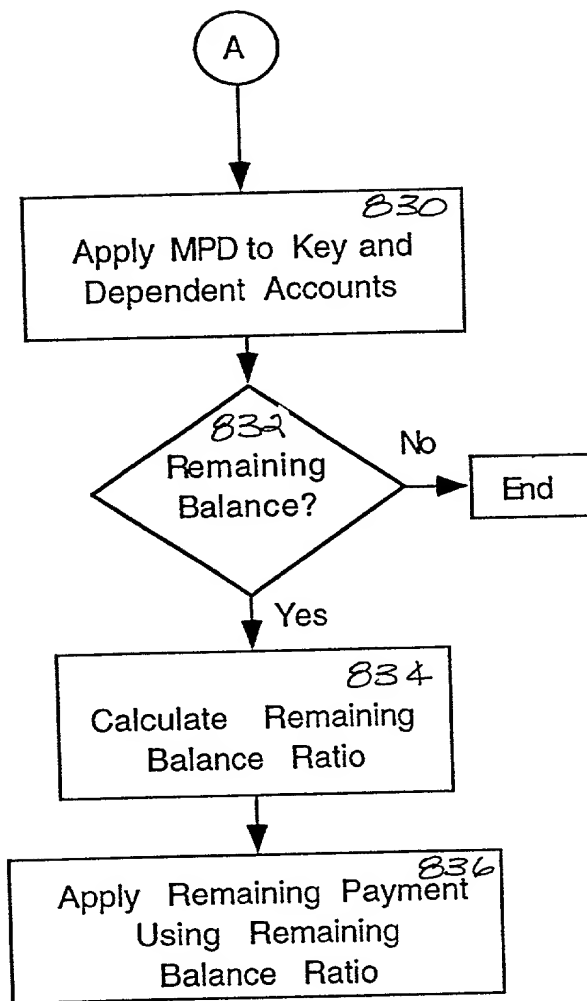 A
830
Apply MPD to Key and
Dependent Accounts
832
Remaining
Balance?
No
End
Yes
834
Calculate Remaining
Balance Ratio
836
Apply Remaining Payment
Using Remaining
Balance Ratio